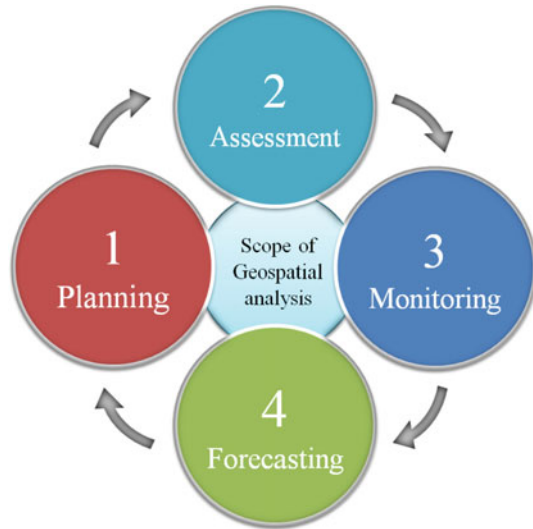 1
Planning
2
Assessment
3
Monitoring
4
Forecasting
Scope of
Geospatial
analysis